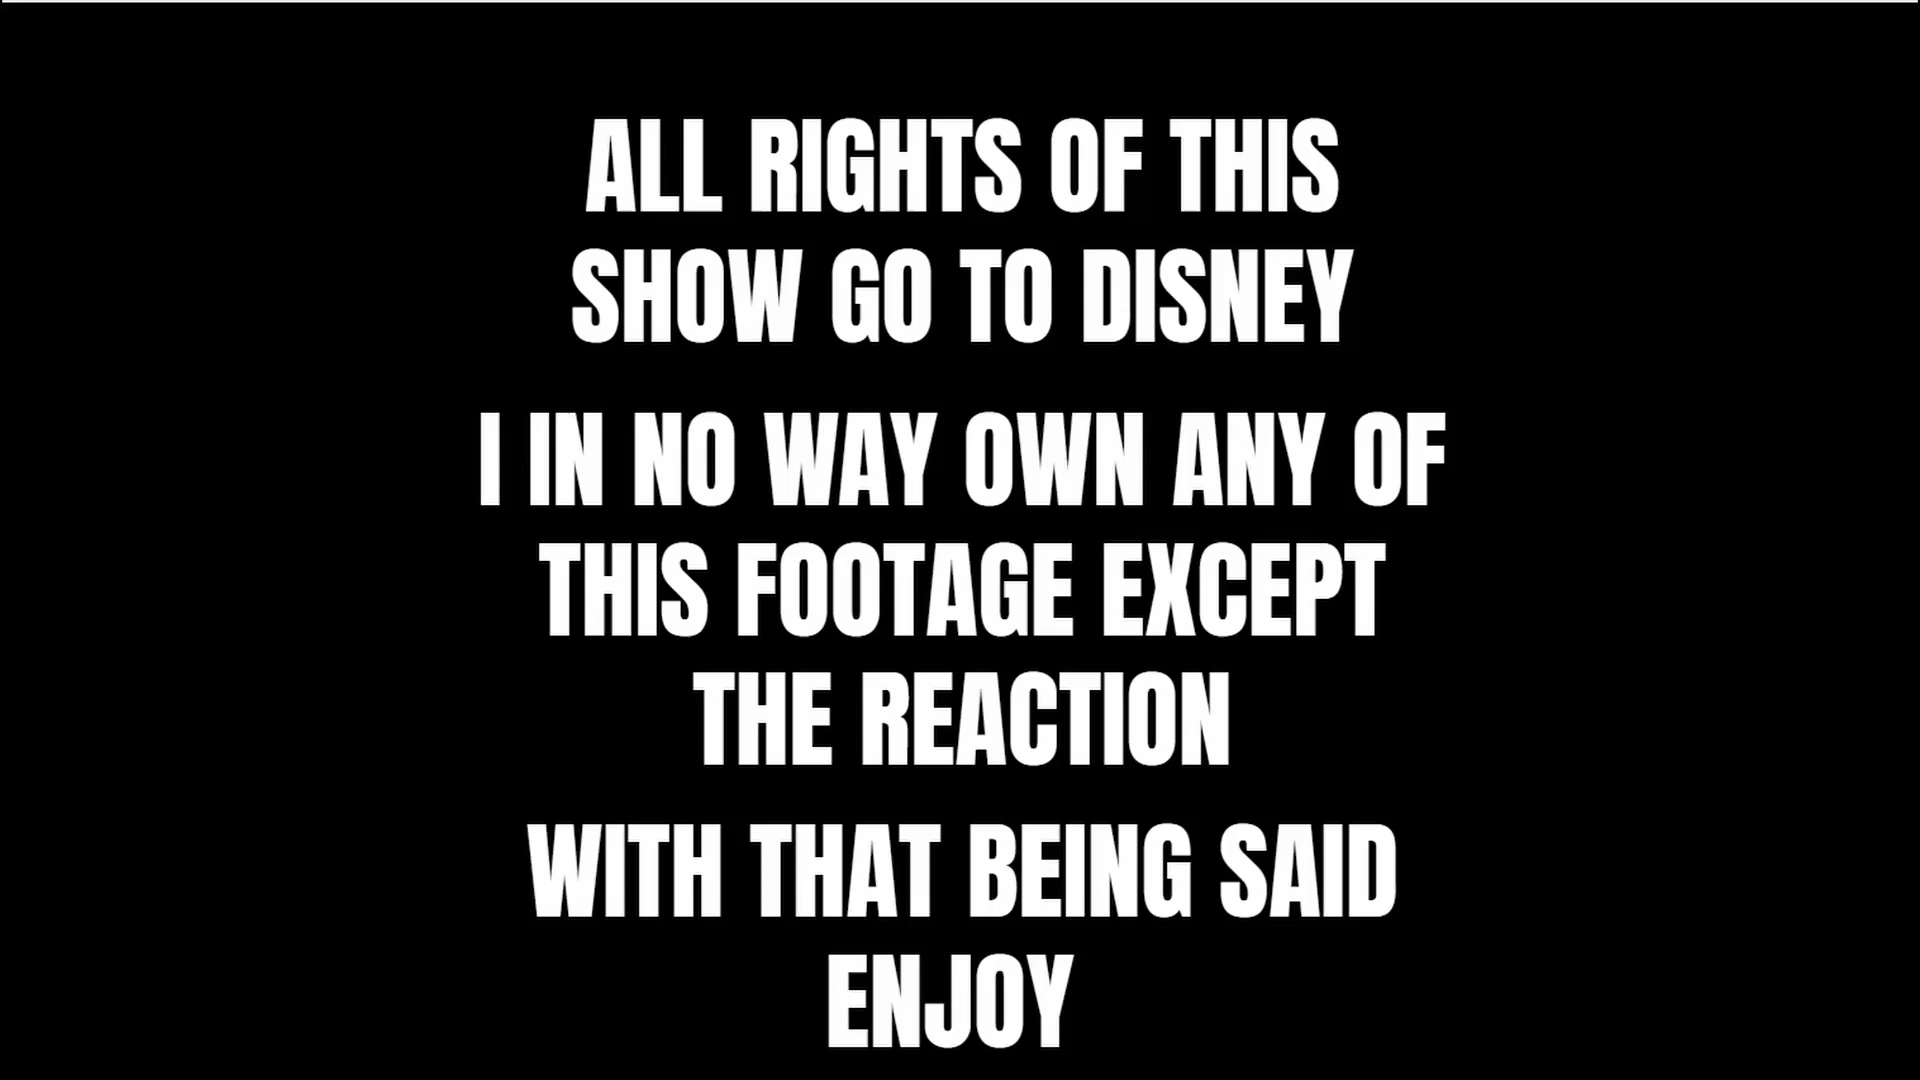 ALL RIGHTS OF THIS
SHOW GO TO DISNEY
I IN NO WAY OWN ANY OF
THIS FOOTAGE EXCEPT
THE REACTION
WITH THAT BEING SAID
ENJOY